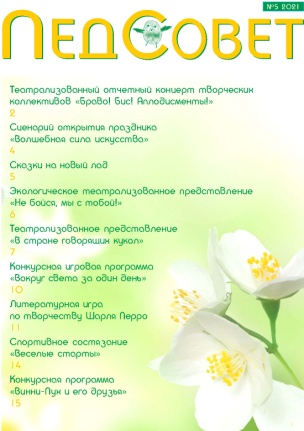 №5 2021
ПедСовет
Театрализованный отчетный концерт творческих
коллективов «Браво! Бис! Аплодисменты!»
2
Сценарий открытия праздника
«Волшебная сила искусства»
4
Сказки на новый лад
5
Экологическое театрализованное представление
«Не бойся, мы с тобой!»
6
Театрализованное представление
«В стране говорящих кукол»
7
Конкурсная игровая программа
«Вокруг света за один день»
10
Литературная игра
по творчеству Шарля Перро
11
Спортивное состязание
«Веселые старты»
14
Конкурсная программа
«Винни-Пух и его друзья»
15